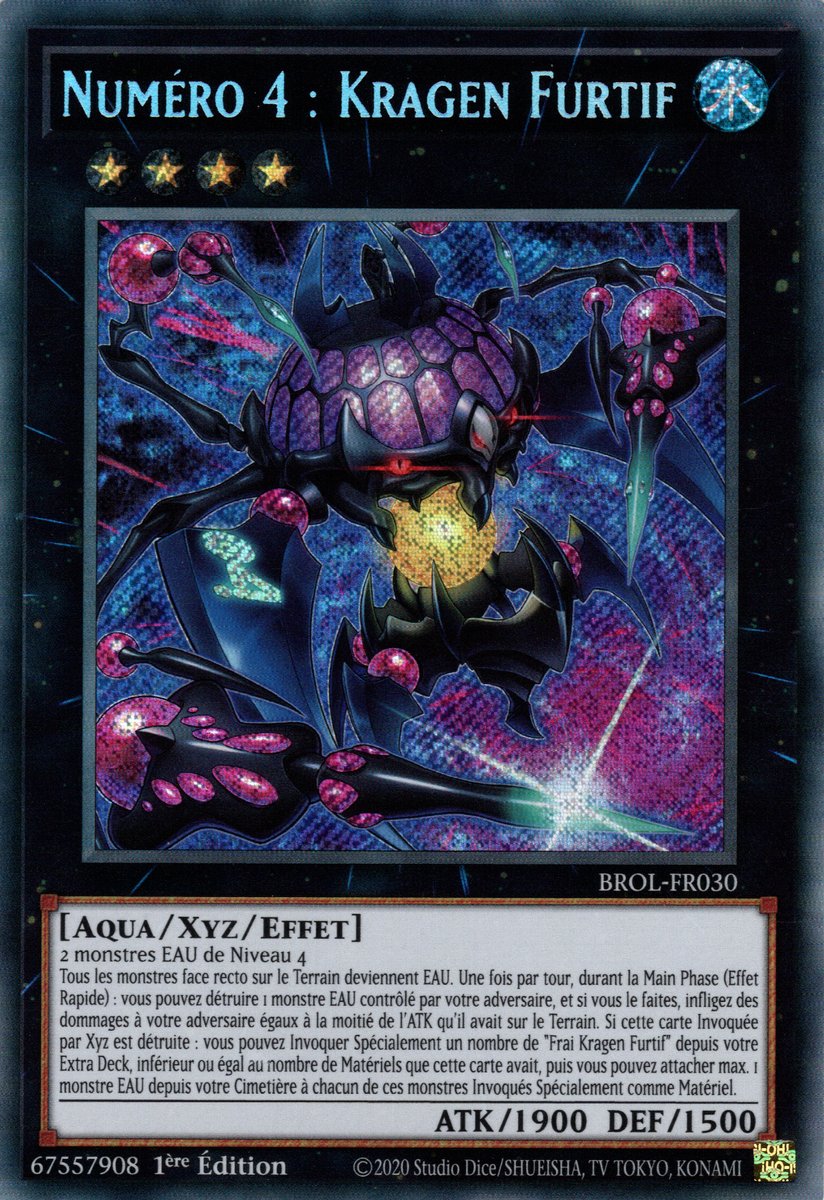 Numéro 4 : Kragen Furtif
水
BROL-FR030
[Aqua/Xyz/Effet]
2 monstres EAU de Niveau 4
Tous les monstres face recto sur le Terrain deviennent EAU. Une fois par tour, durant la Main Phase (Effet
Rapide) : vous pouvez détruire 1 monstre EAU contrôlé par votre adversaire, et si vous le faites, infligez des
dommages à votre adversaire égaux à la moitié de l'ATK qu'il avait sur le Terrain. Si cette carte Invoquée
par Xyz est détruite : vous pouvez Invoquer Spécialement un nombre de "Frai Kragen Furtif" depuis votre
Extra Deck, inférieur ou égal au nombre de Matériels que cette carte avait, puis vous pouvez attacher max. 1
monstre EAU depuis votre Cimetière à chacun de ces monstres Invoqués Spécialement comme Matériel.
ATK/1900 DEF/1500
67557908 1ère Édition
©2020 Studio Dice/SHUEISHA, TV TOKYO, KONAMI